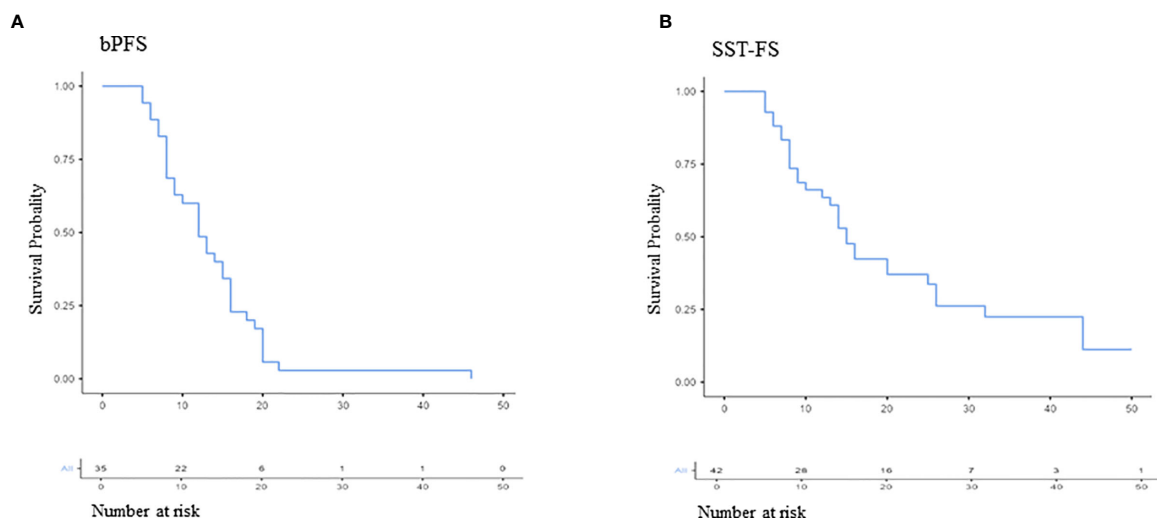 A
bPFS
1.00
0.75
0.50
0.25
0.00
Survival Probality
0 10 20 30 40 50
All 35 22 6 1 1 0
0 10 20 30 40 50
Number at risk
B
SST-FS
1.00
0.75
0.50
0.25
0.00
Survival Probality
0 10 20 30 40 50
All 42 28 16 7 3 1
0 10 20 30 40 50
Number at risk